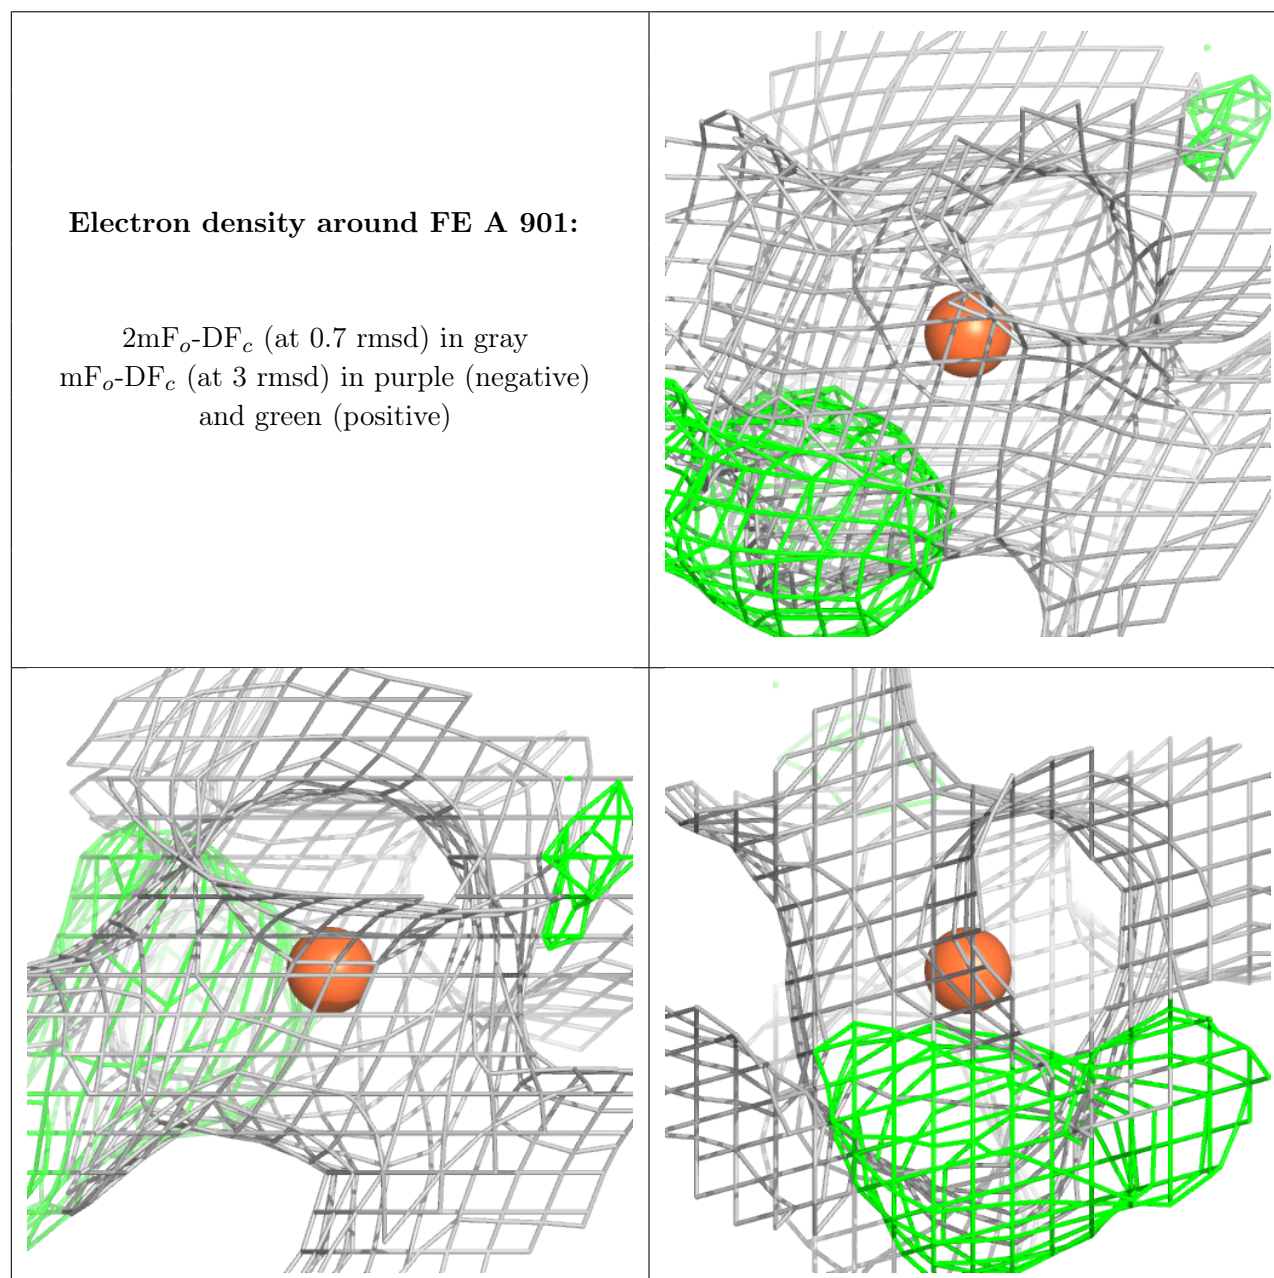 Electron density around FE A 901:
2mFo-DFc (at 0.7 rmsd) in gray
mFo-DFc (at 3 rmsd) in purple (negative)
and green (positive)